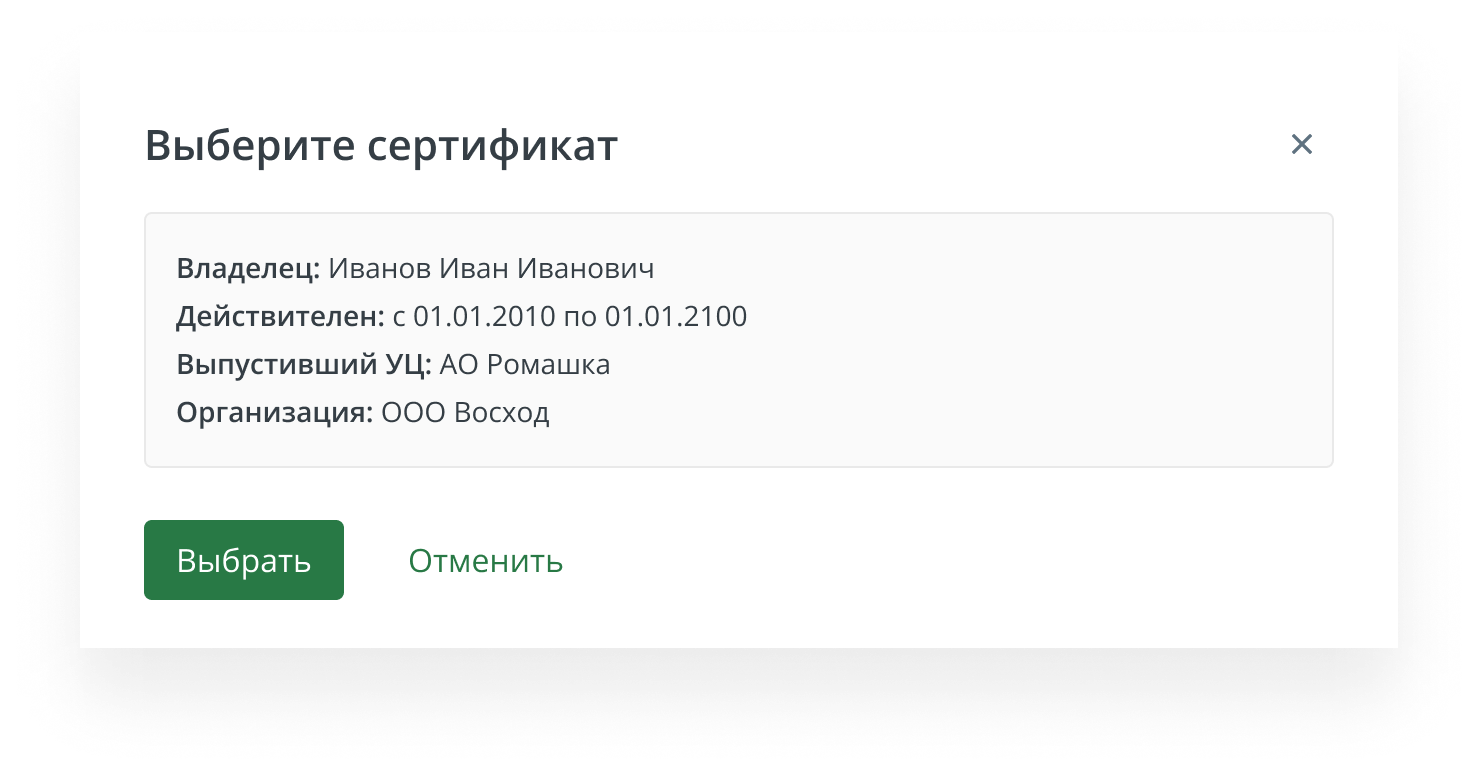 Выберите сертификат
Владелец: Иванов Иван Иванович
Действителен: с 01.01.2010 по 01.01.2100
Выпустивший УЦ: АО Ромашка
Организация: ООО Восход
Выбрать Отменить